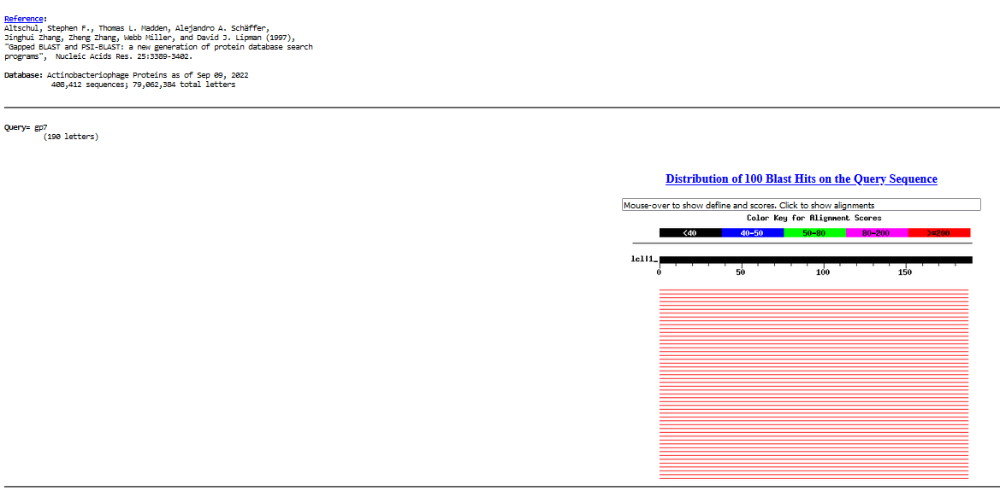 Reference:
Altschul, Stephen F., Thomas L. Madden, Alejandro A. Schäffer,
Jinghui Zhang, Zheng Zhang, Webb Miller, and David J. Lipman (1997),
"Gapped BLAST and PSI-BLAST: a new generation of protein database search
programs",  Nucleic Acids Res. 25:3389-3402.
Database: Actinobacteriophage Proteins as of Sep 09, 2022
408,412 sequences; 79,062,384 total letters
Query= gp7
(190 letters)
Distribution of 100 Blast Hits on the Query Sequence
Mouse-over to show defline and scores. Click to show alignments
Color Key for Alignment Scores
<40 40-50 50-80 80-200 >=200
lcl|1_
0 50 100 150